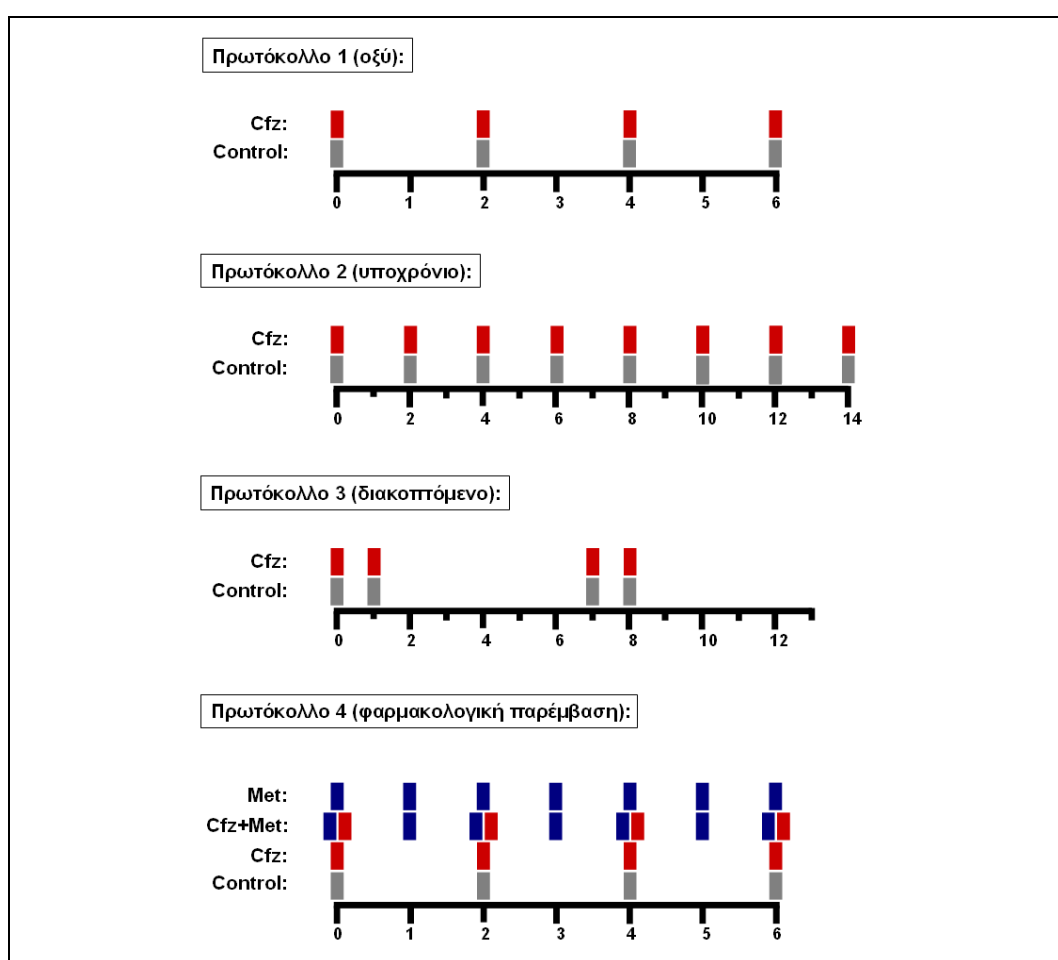 Πρωτόκολλο 1 (οξύ):
Cfz:
Control:
0 1 2 3 4 5 6
Πρωτόκολλο 2 (υποχρόνιο):
Cfz:
Control:
0 2 4 6 8 10 12 14
Πρωτόκολλο 3 (διακοπτόμενο):
Cfz:
Control:
0 2 4 6 8 10 12
Πρωτόκολλο 4 (φαρμακολογική παρέμβαση):
Met:
Cfz+Met:
Cfz:
Control:
0 1 2 3 4 5 6